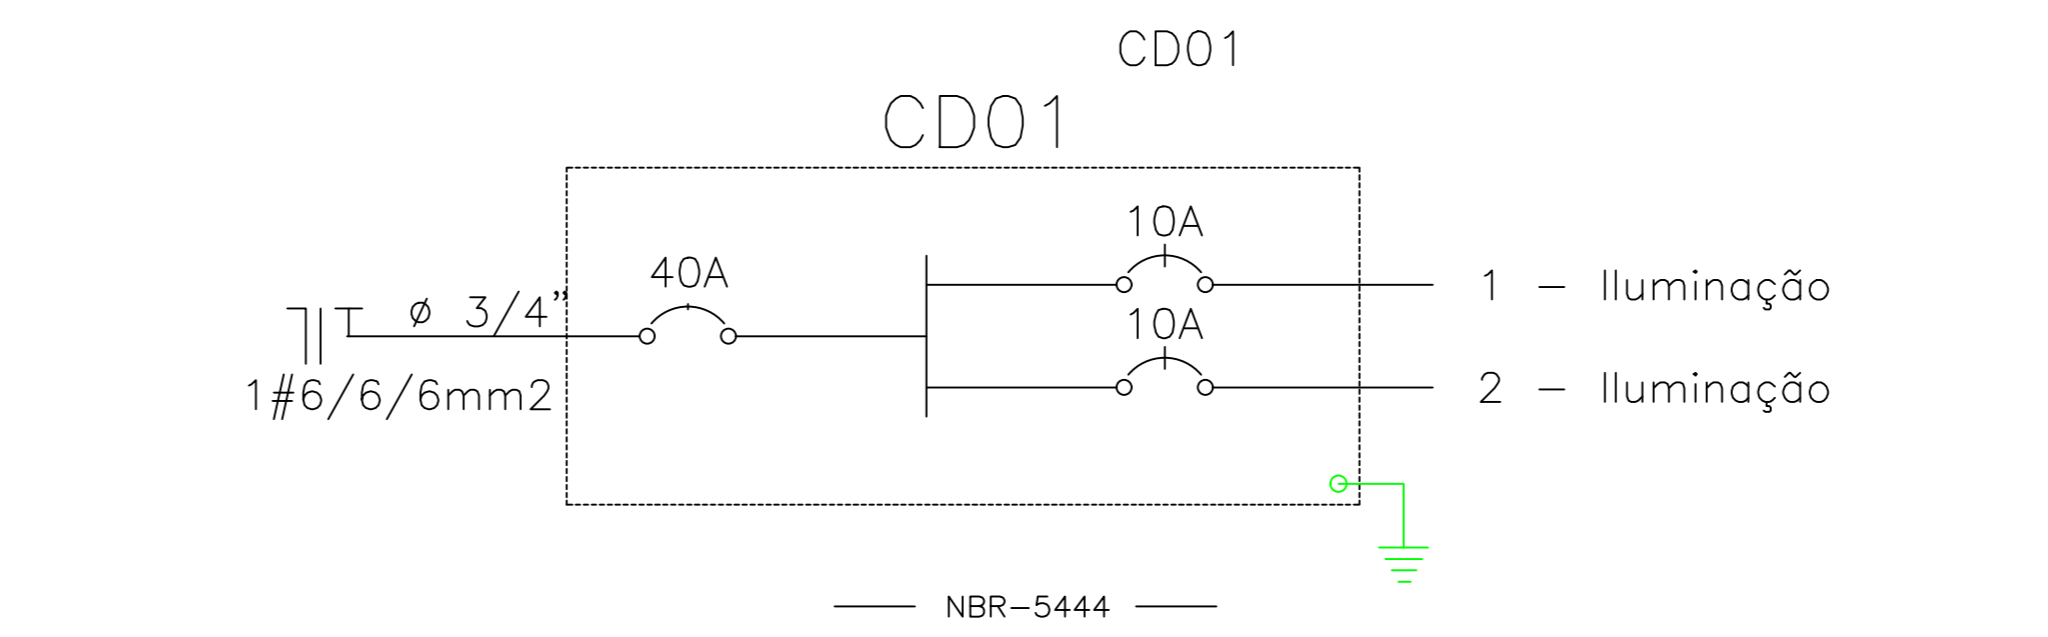 CD01
CD01
10A
40A
1 - Iluminação
ø 3/4”
10A
1#6/6/6mm2
2 - Iluminação
NBR-5444